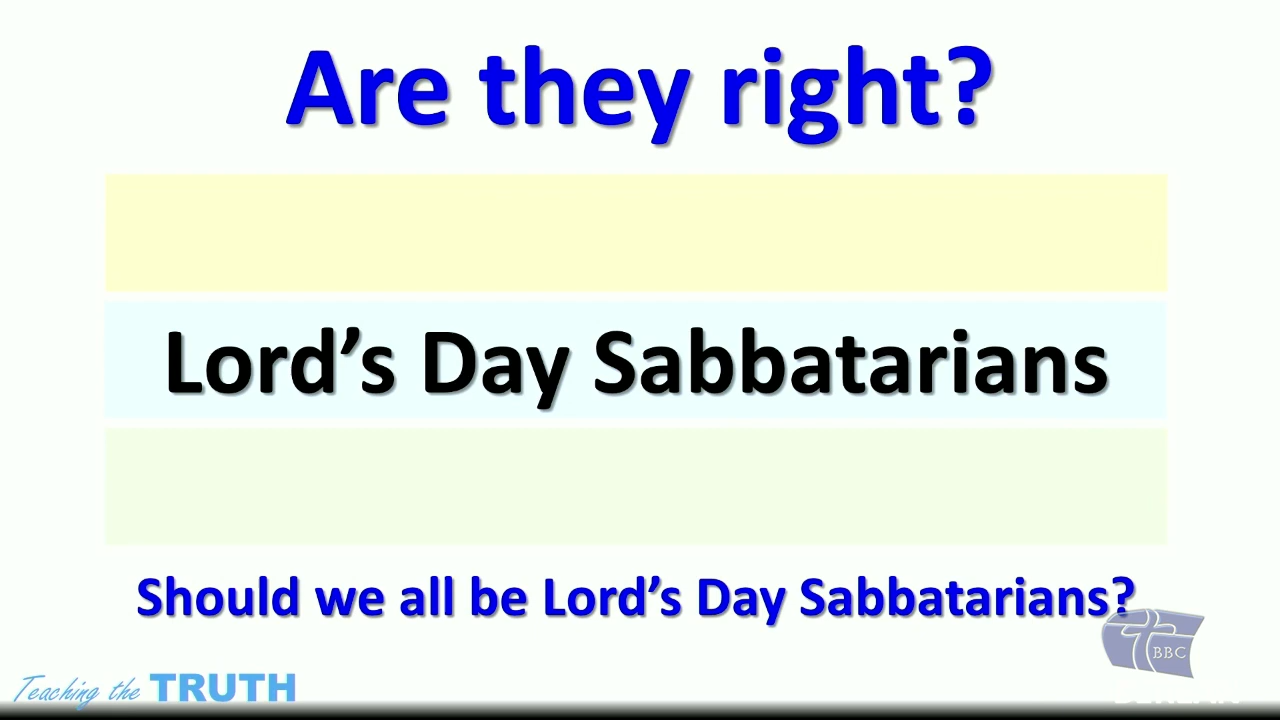 Are they right?
Lord's Day Sabbatarians
Should we all be Lord's Day Sabbatarians?
BBC
Teaching the TRUTH